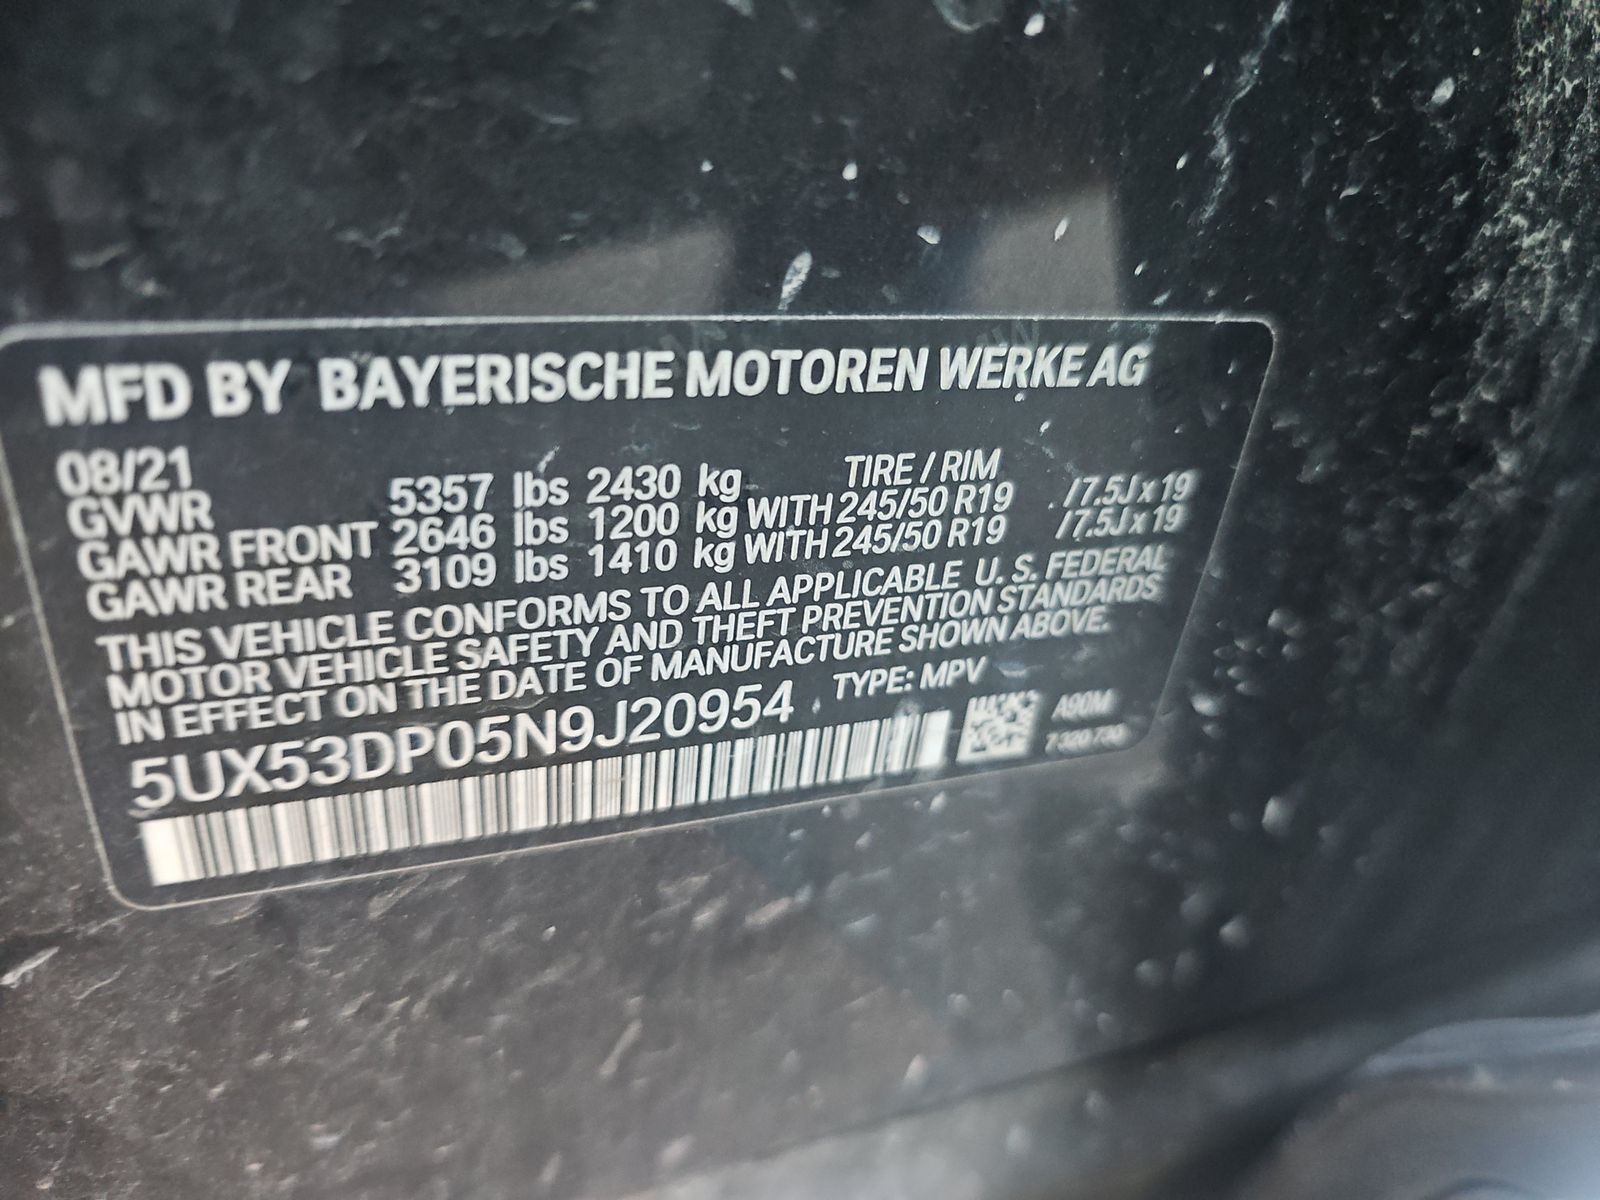 MFD BY BAYERISCHE MOTOREN WERKE AG
08/21 TIRE / RIM
GVWR 5357 lbs 2430 kg
GAWR FRONT 2646 lbs 1200 kg WITH 245/50 R19 /7.5J x 19
GAWR REAR 3109 lbs 1410 kg WITH 245/50 R19 /7.5J x 19
THIS VEHICLE CONFORMS TO ALL APPLICABLE U. S. FEDERAL
MOTOR VEHICLE SAFETY AND THEFT PREVENTION STANDARDS
IN EFFECT ON THE DATE OF MANUFACTURE SHOWN ABOVE.
5UX53DP05N9J20954 TYPE: MPV
A90M
7 320 730